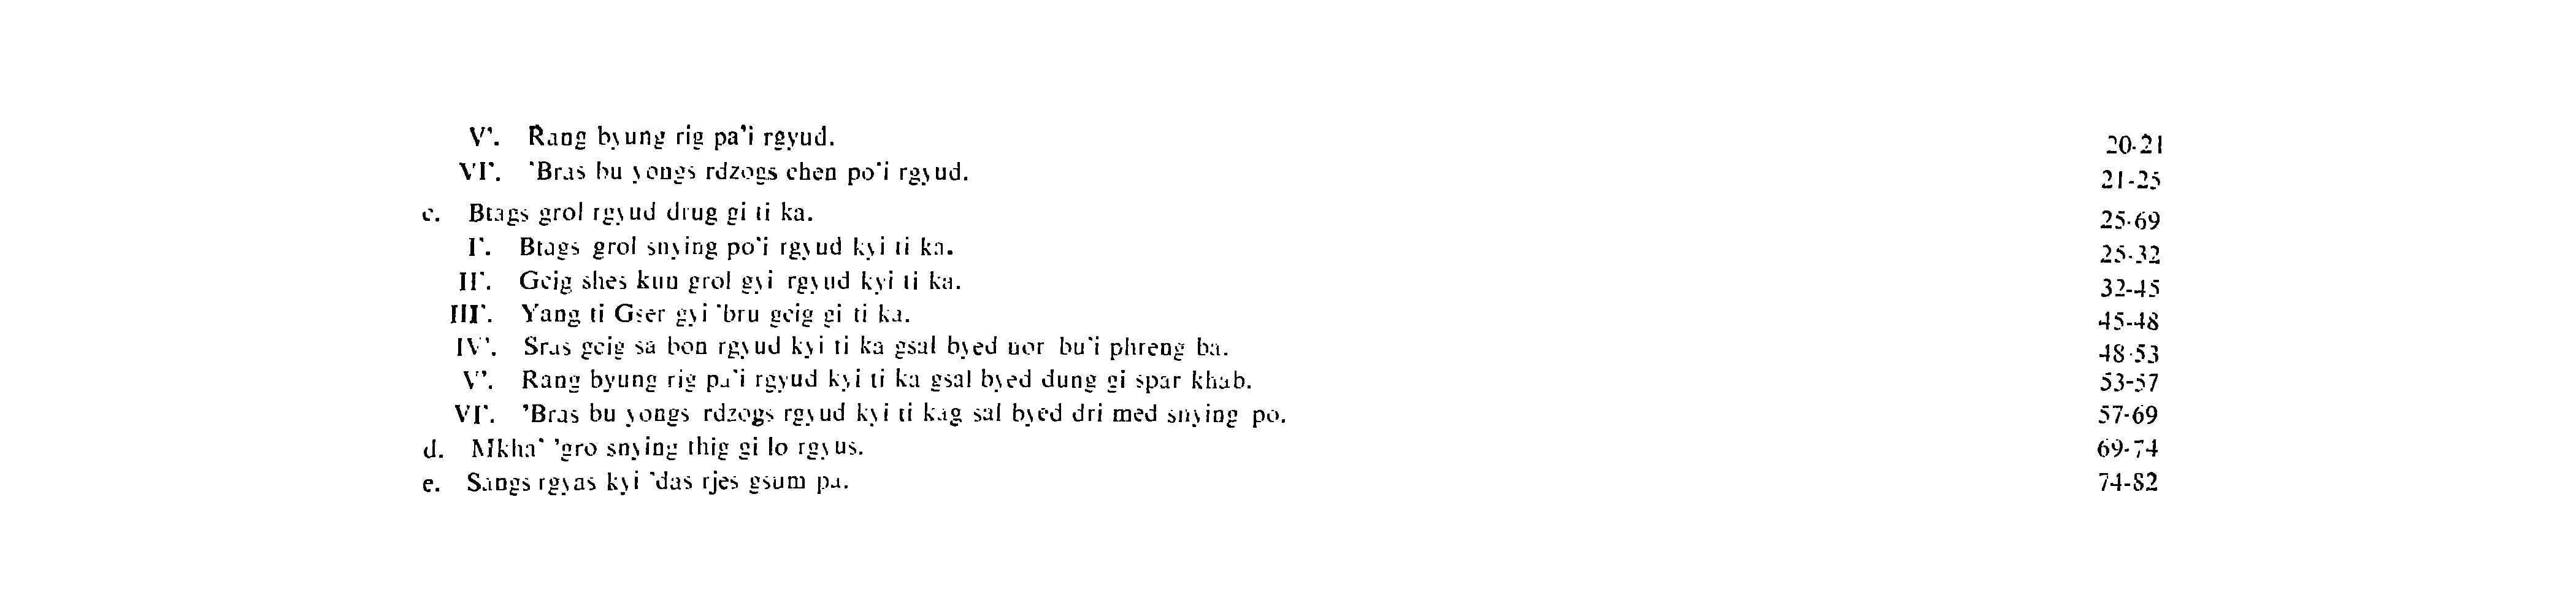 V'. Rang byung rig pa'i rgyud. 20-21
VI'. 'Bras bu yongs rdzogs chen po'i rgyud. 21-25
c. Btags grol rgyud drug gi ti ka. 25-69
I'. Btags grol snying po'i rgyud kyi ti ka. 25-32
II'. Gcig shes kun grol gyi rgyud kyi ti ka. 32-45
III'. Yang ti Gser gyi 'bru gcig gi ti ka. 45-48
IV'. Sras gcig sa bon rgyud kyi ti ka gsal byed nor bu'i phreng ba. 48-53
V'. Rang byung rig pa'i rgyud kyi ti ka gsal byed dung gi spar khab. 53-57
VI'. 'Bras bu yongs rdzogs rgyud kyi ti kag sal byed dri med snying po. 57-69
d. Mkha' 'gro snying thig gi lo rgyus. 69-74
e. Sangs rgyas kyi 'das rjes gsum pa. 74-82